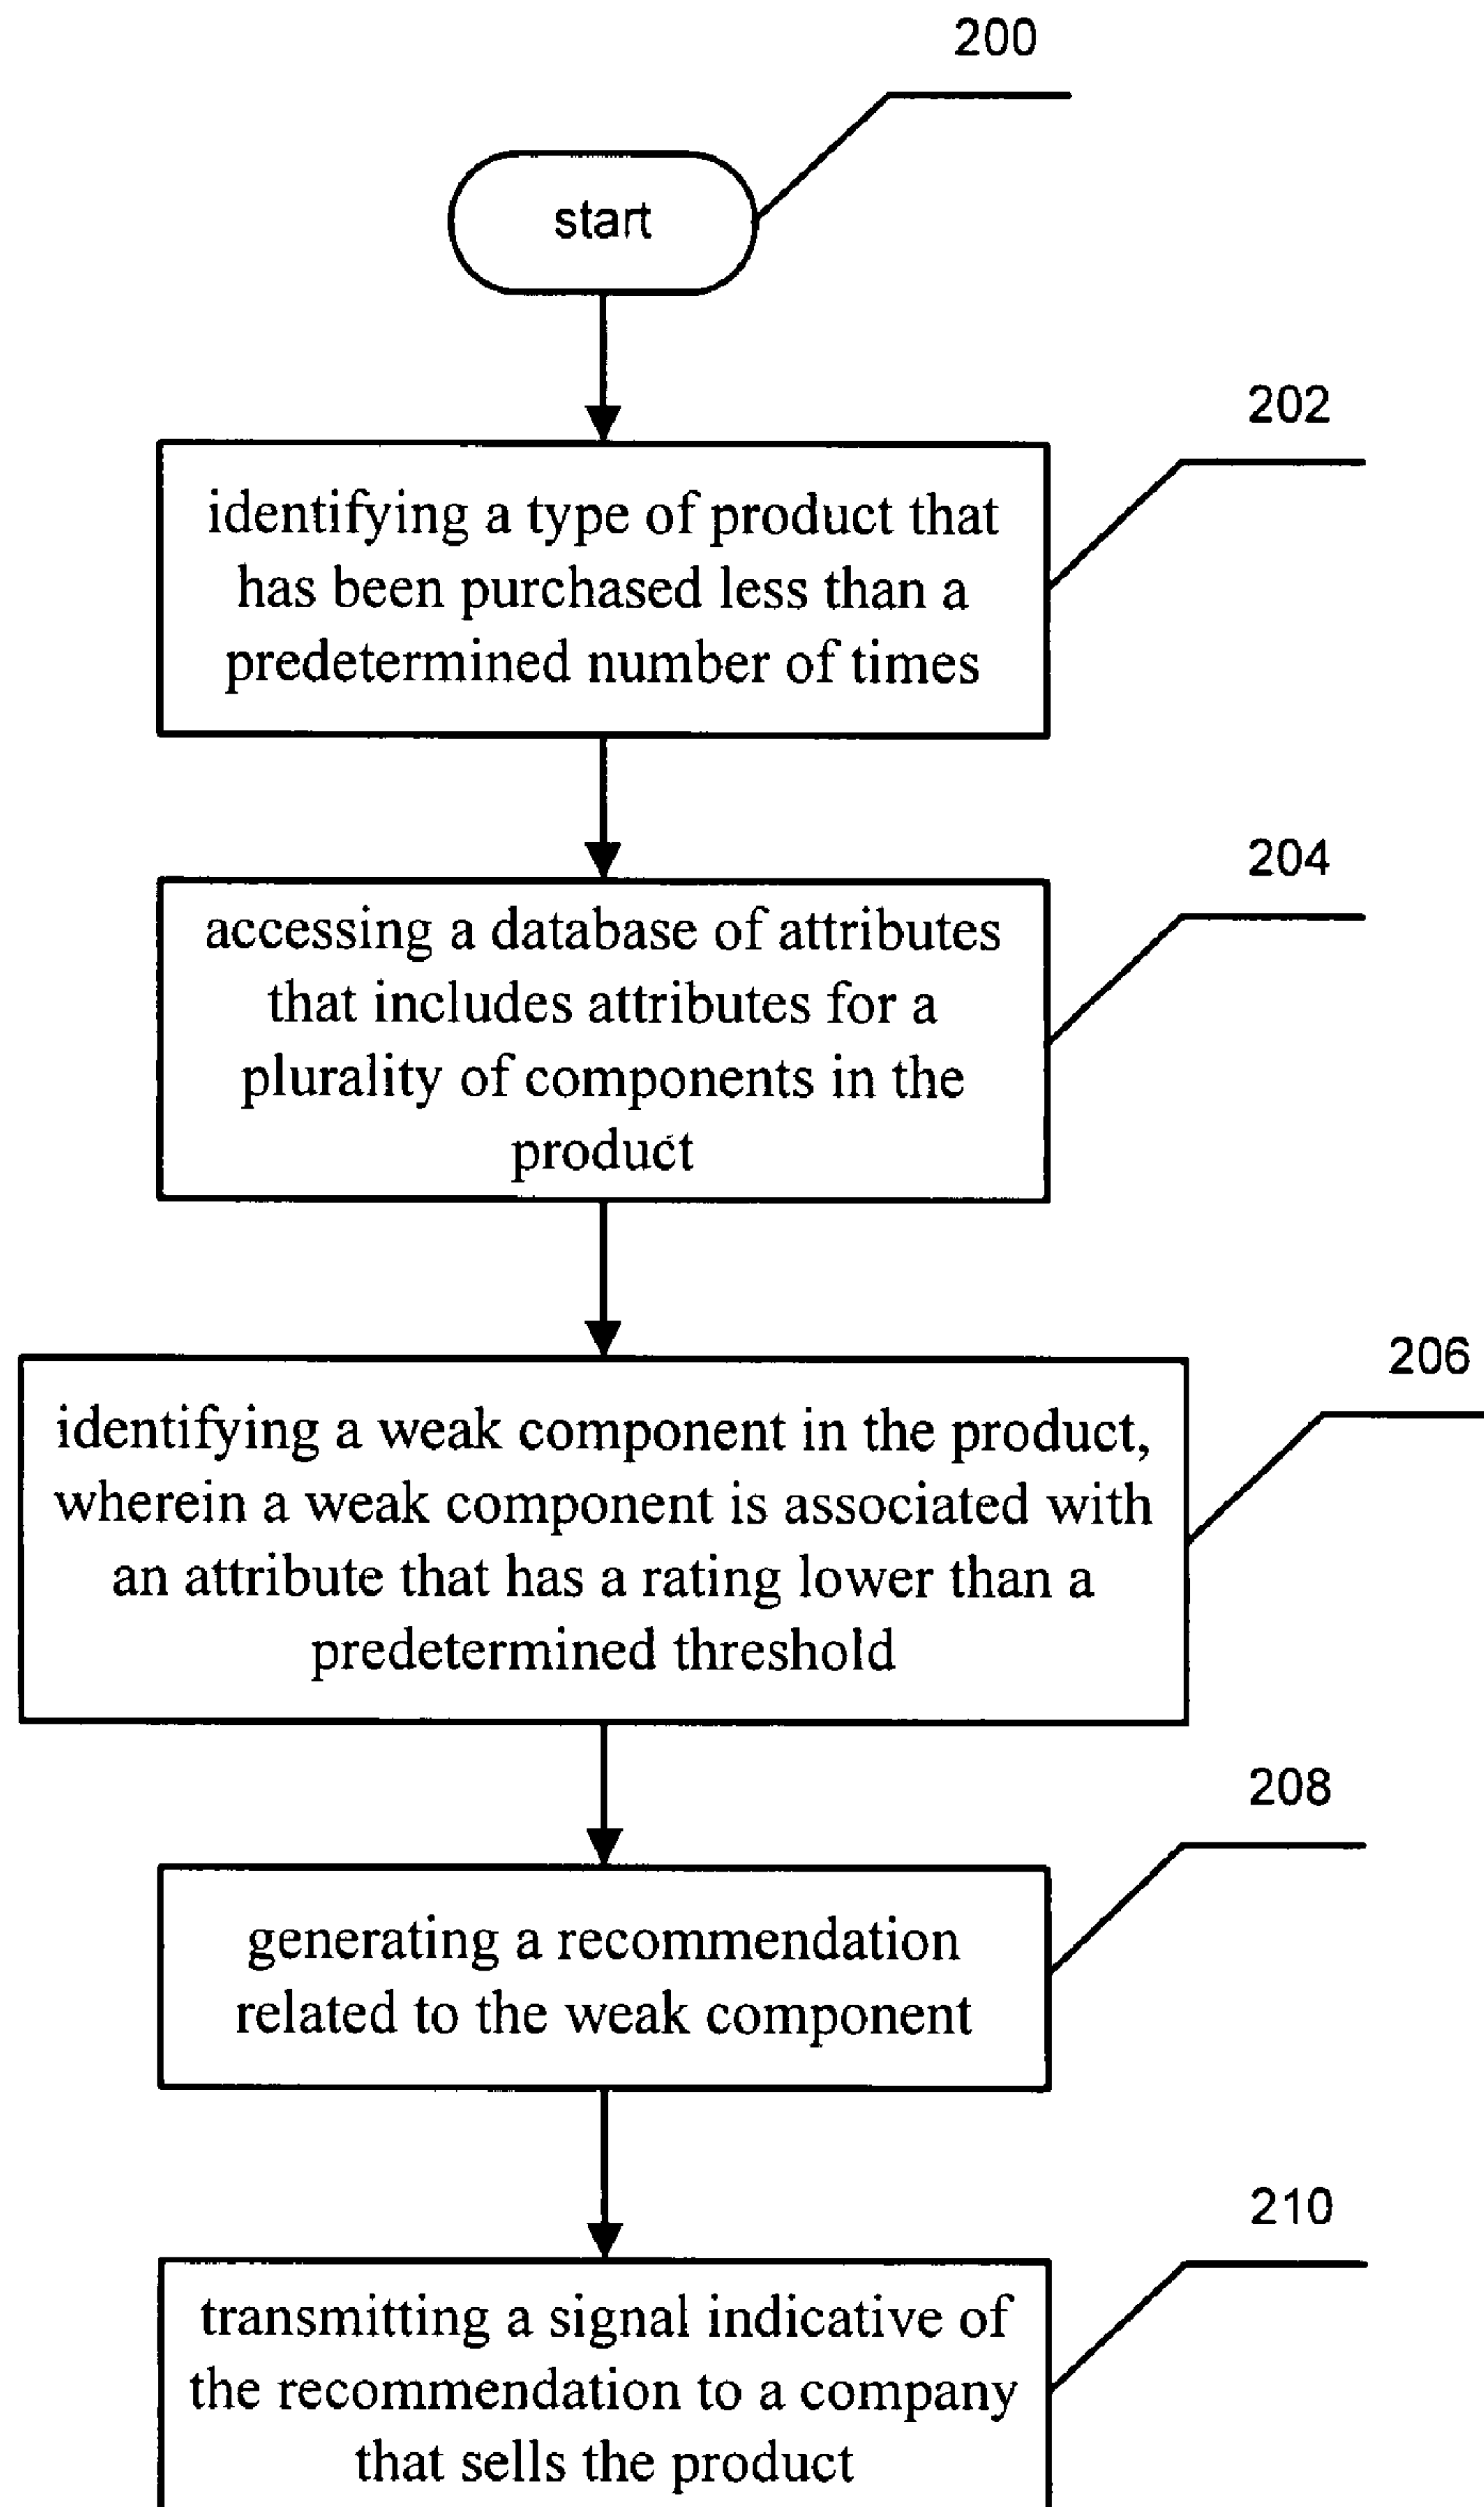 200
start
202
identifying a type of product that
has been purchased less than a
predetermined number of times
204
accessing a database of attributes
that includes attributes for a
plurality of components in the
product
206
identifying a weak component in the product,
wherein a weak component is associated with
an attribute that has a rating lower than a
predetermined threshold
208
generating a recommendation
related to the weak component
210
transmitting a signal indicative of
the recommendation to a company
that sells the product